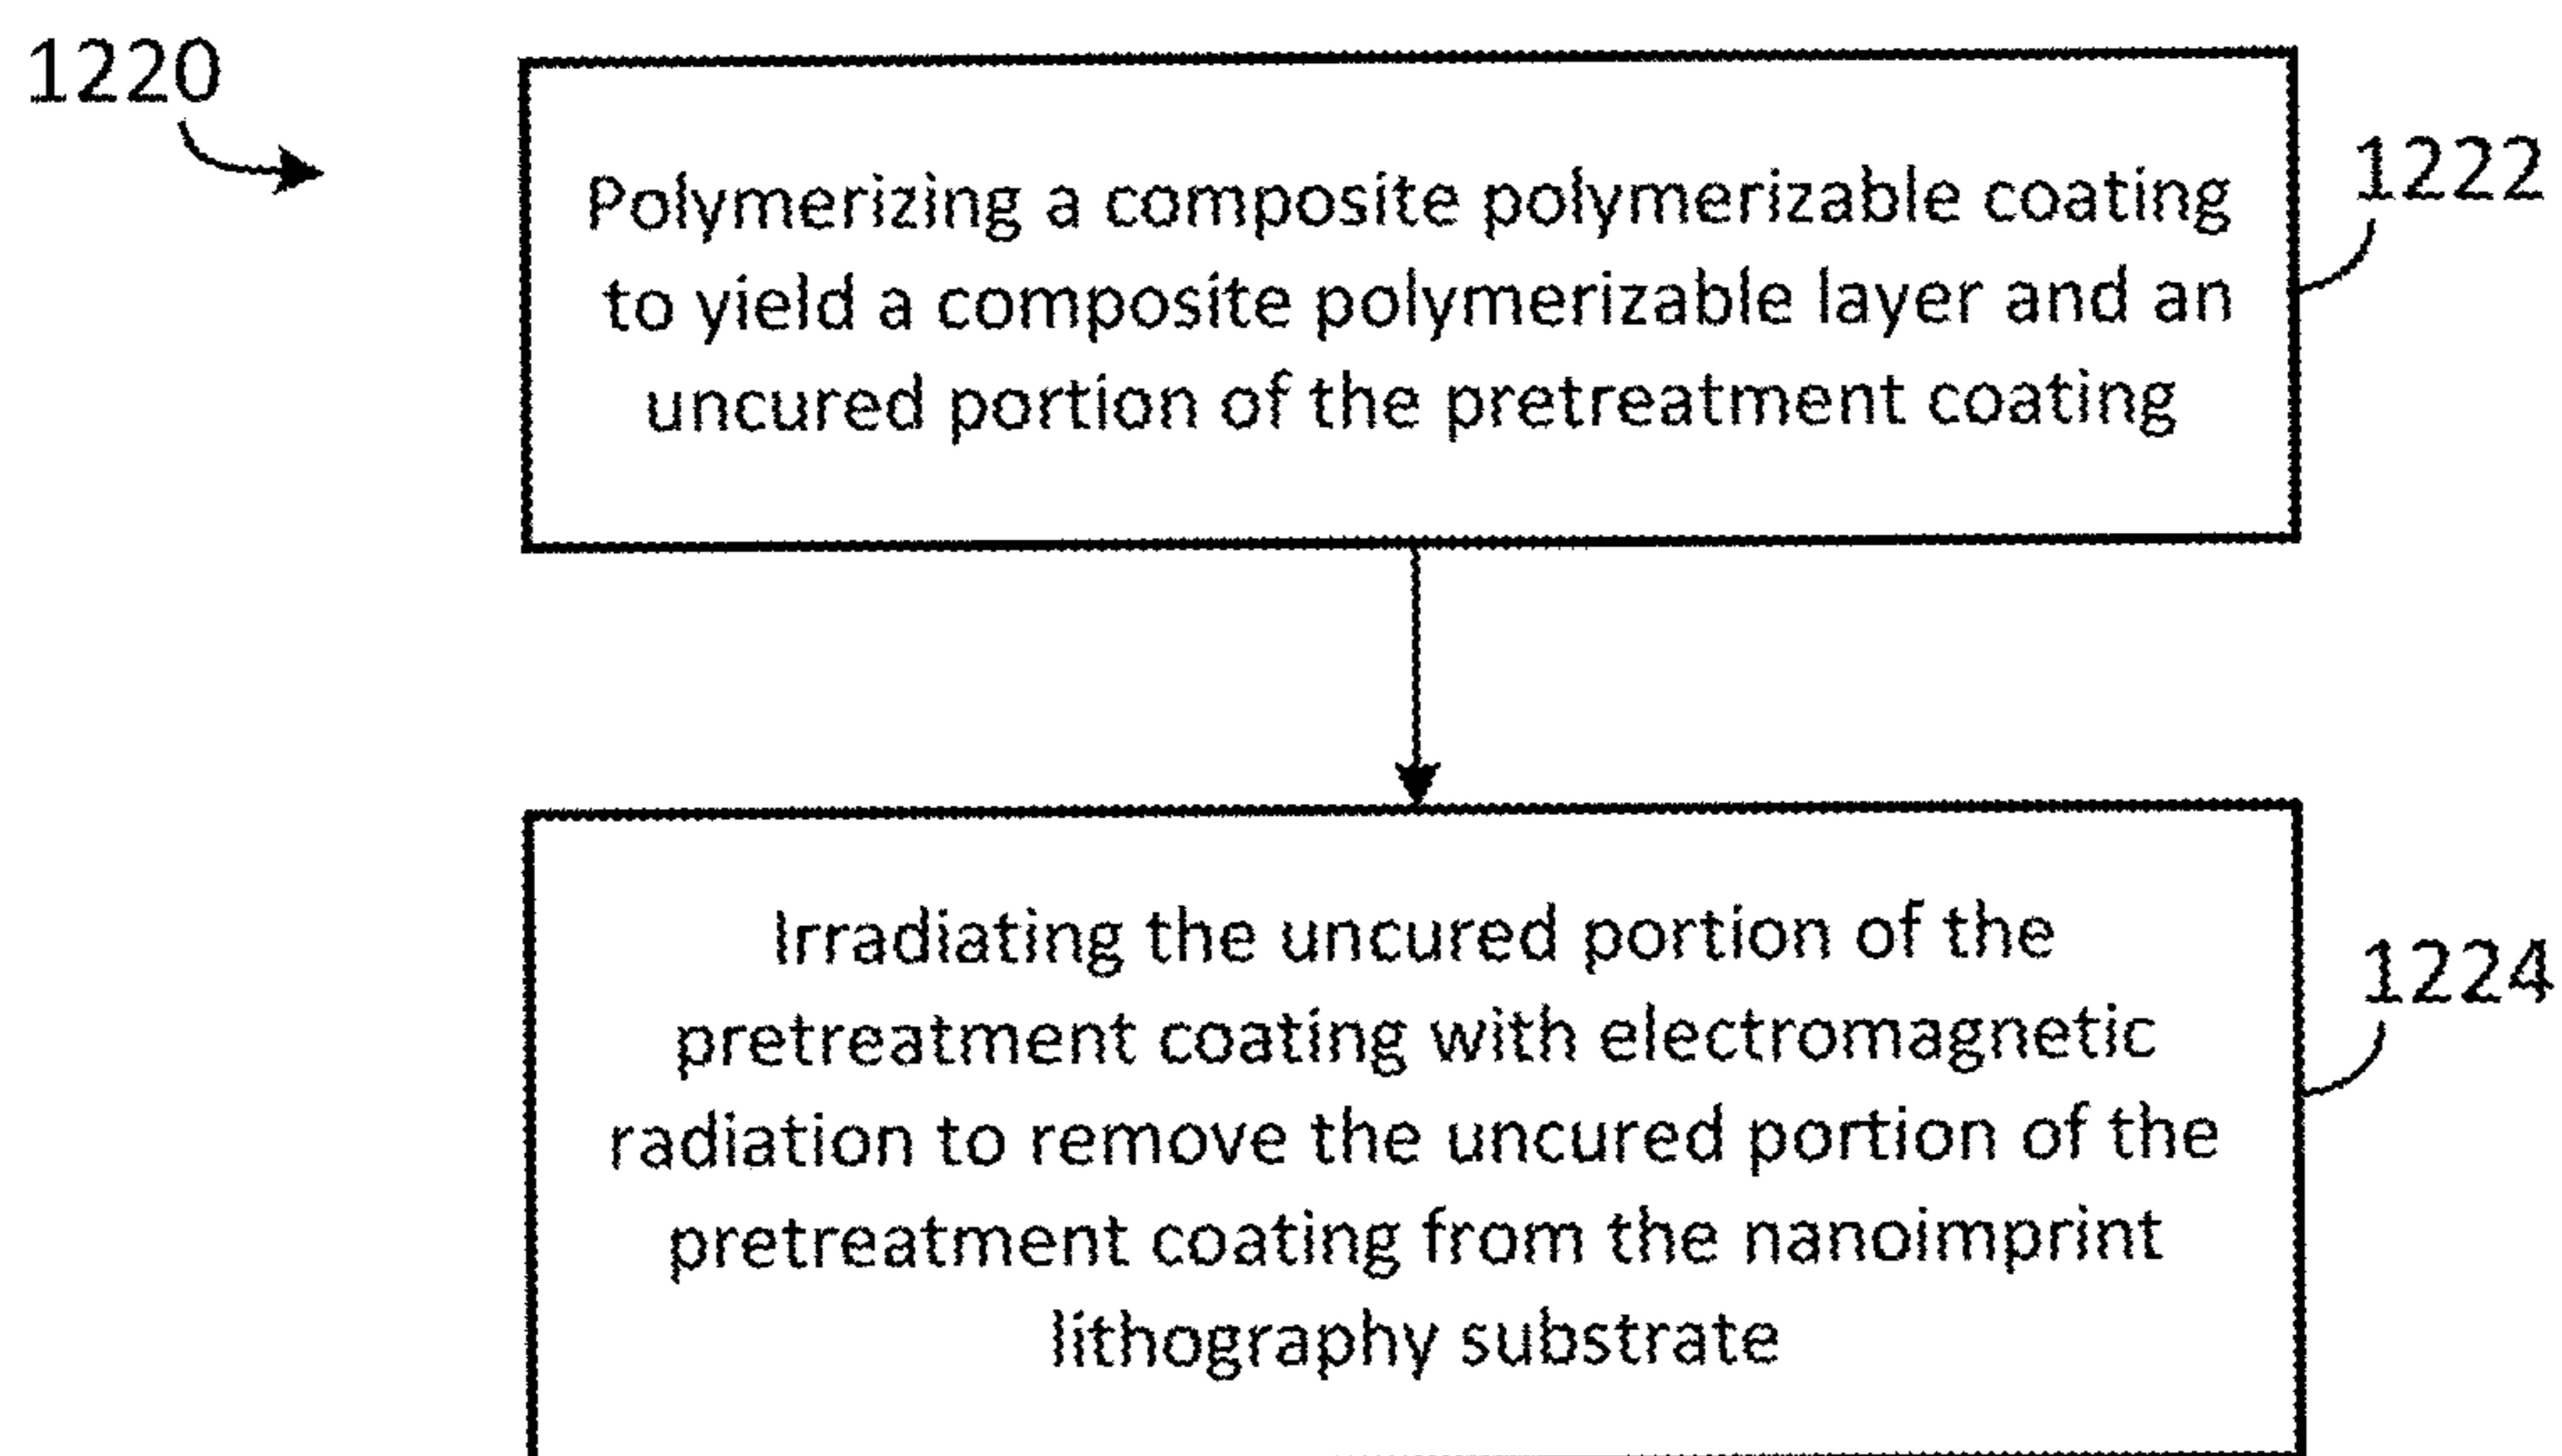 1220
Polymerizing a composite polymerizable coating
to yield a composite polymerizable layer and an
uncured portion of the pretreatment coating
1222
Irradiating the uncured portion of the
pretreatment coating with electromagnetic
radiation to remove the uncured portion of the
pretreatment coating from the nanoimprint
lithography substrate
1224